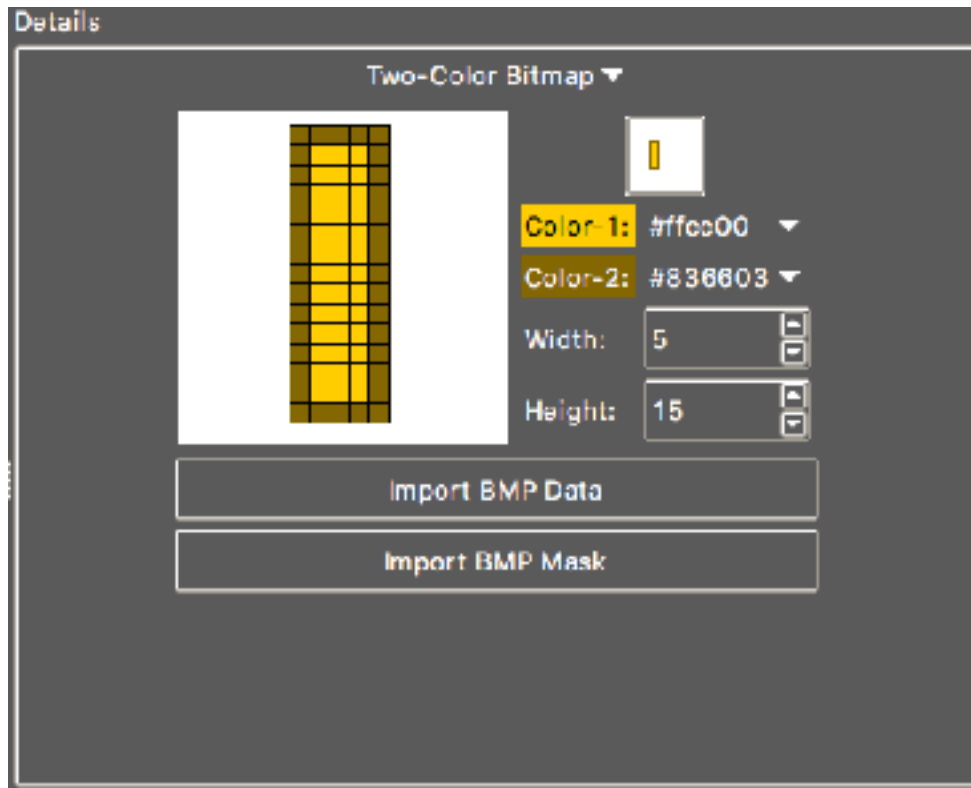 Details
Two-Color Bitmap
Color-1: #ffcc00
Color-2: #836603
Width: 5
Height: 15
Import BMP Data
Import BMP Mask